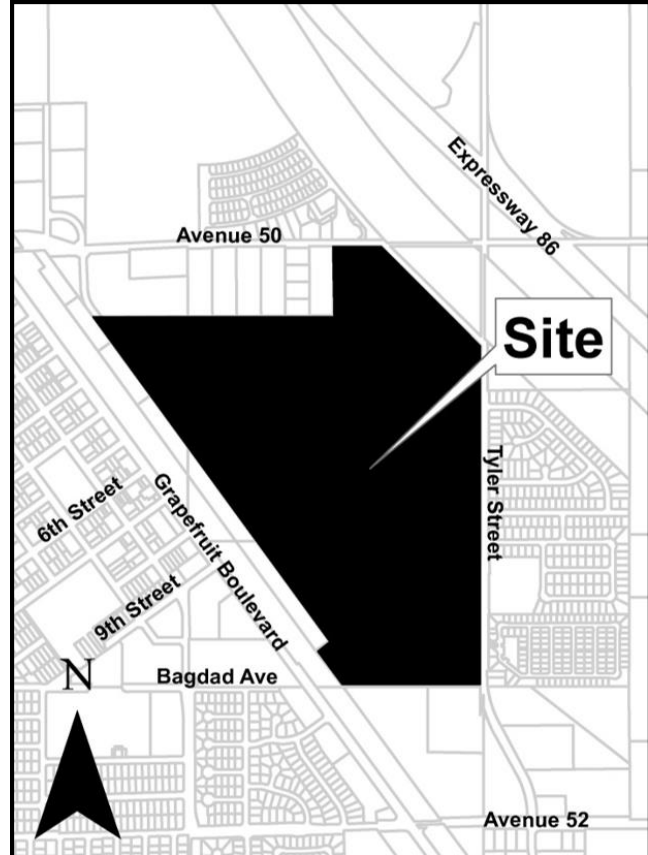 Expressway 86
Avenue 50
Site
Tyler Street
6th Street
Grapefruit Boulevard
9th Street
N
Bagdad Ave
Avenue 52